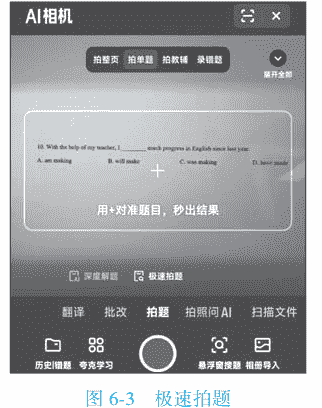 AI相机
拍整页 拍单题 拍教辅 录错题
展开全部
10. With the help of my teacher, I ________ much progress in English since last year.
A. am making B. will make C. was making D. have made
用+对准题目，秒出结果
深度解题 极速拍题
翻译 批改 拍题 拍照问AI 扫描文件
历史|错题 夸克学习 悬浮窗搜题 相册导入
图 6-3 极速拍题